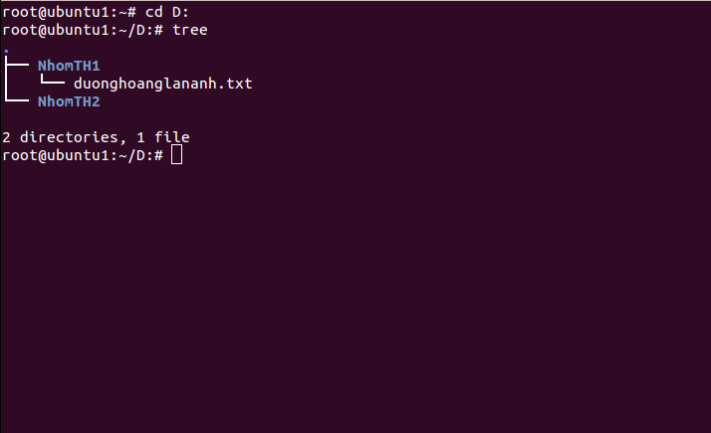 root@ubuntu1:~# cd D:
root@ubuntu1:~/D:# tree
.
├── NhomTH1
│   └── duonghoanglananh.txt
└── NhomTH2
2 directories, 1 file
root@ubuntu1:~/D:#